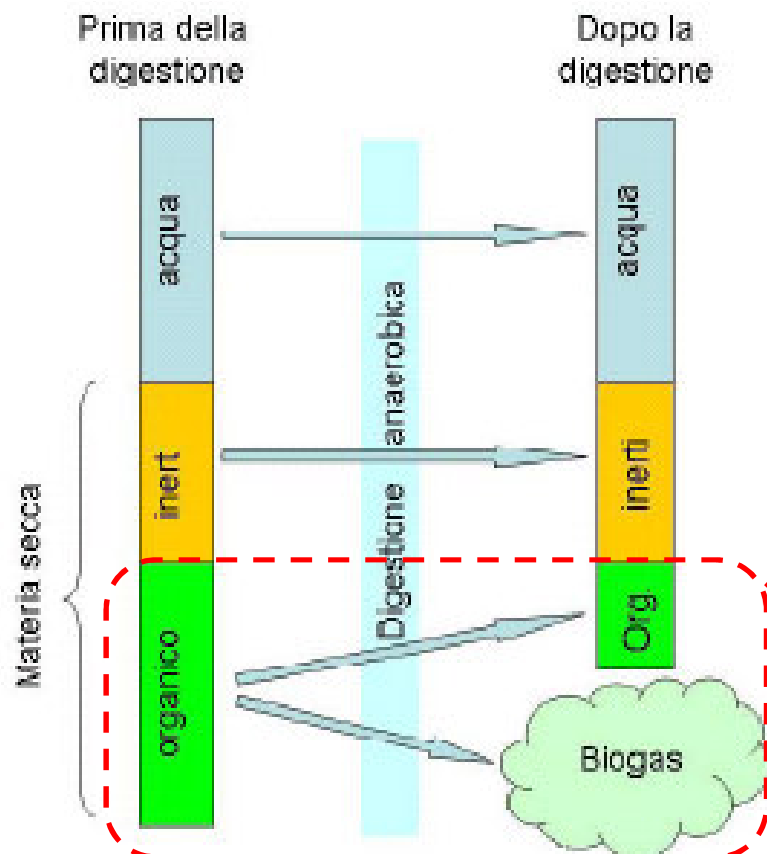 Prima della
digestione
Dopo la
digestione
acqua
acqua
Digestione anaerobica
inert
inerti
Materia secca
organico
Org.
Biogas